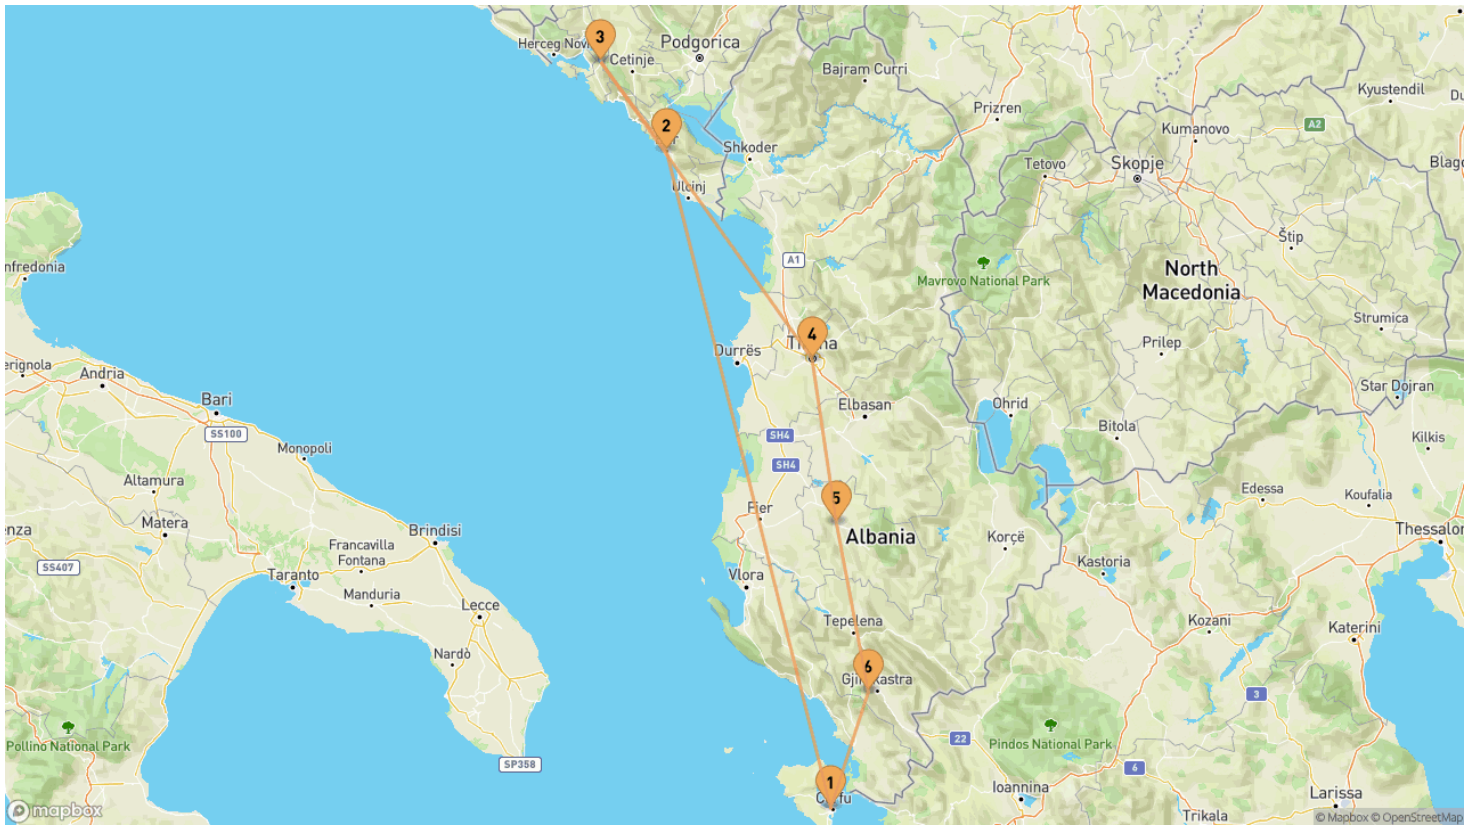 3
Herceg Novi
Podgorica
Cetinje
Bajram Curri
Kyustendil
Prizren
A2
Kumanovo
2
Shkoder
Tetovo
Skopje
Ulcinj
Štip
A1
nfredonia
Mavrovo National Park
North
Macedonia
Strumica
4
Durrës
Prilep
erignola
Andria
Star Dojran
Bari
Elbasan
Ohrid
Bitola
SS100
SH4
Kilkis
Monopoli
SH4
Altamura
Edessa
Koufalia
5
Fier
Matera
enza
Brindisi
Albania
Korçë
Thessalon
Francavilla
Fontana
Kastoria
SS407
Taranto
Vlora
Manduria
Lecce
Tepelena
Kozani
Katerini
Nardò
6
3
Pollino National Park
22
Pindos National Park
SP358
6
1
Ioannina
Larissa
mapbox
Trikala
© Mapbox © OpenStreetMap